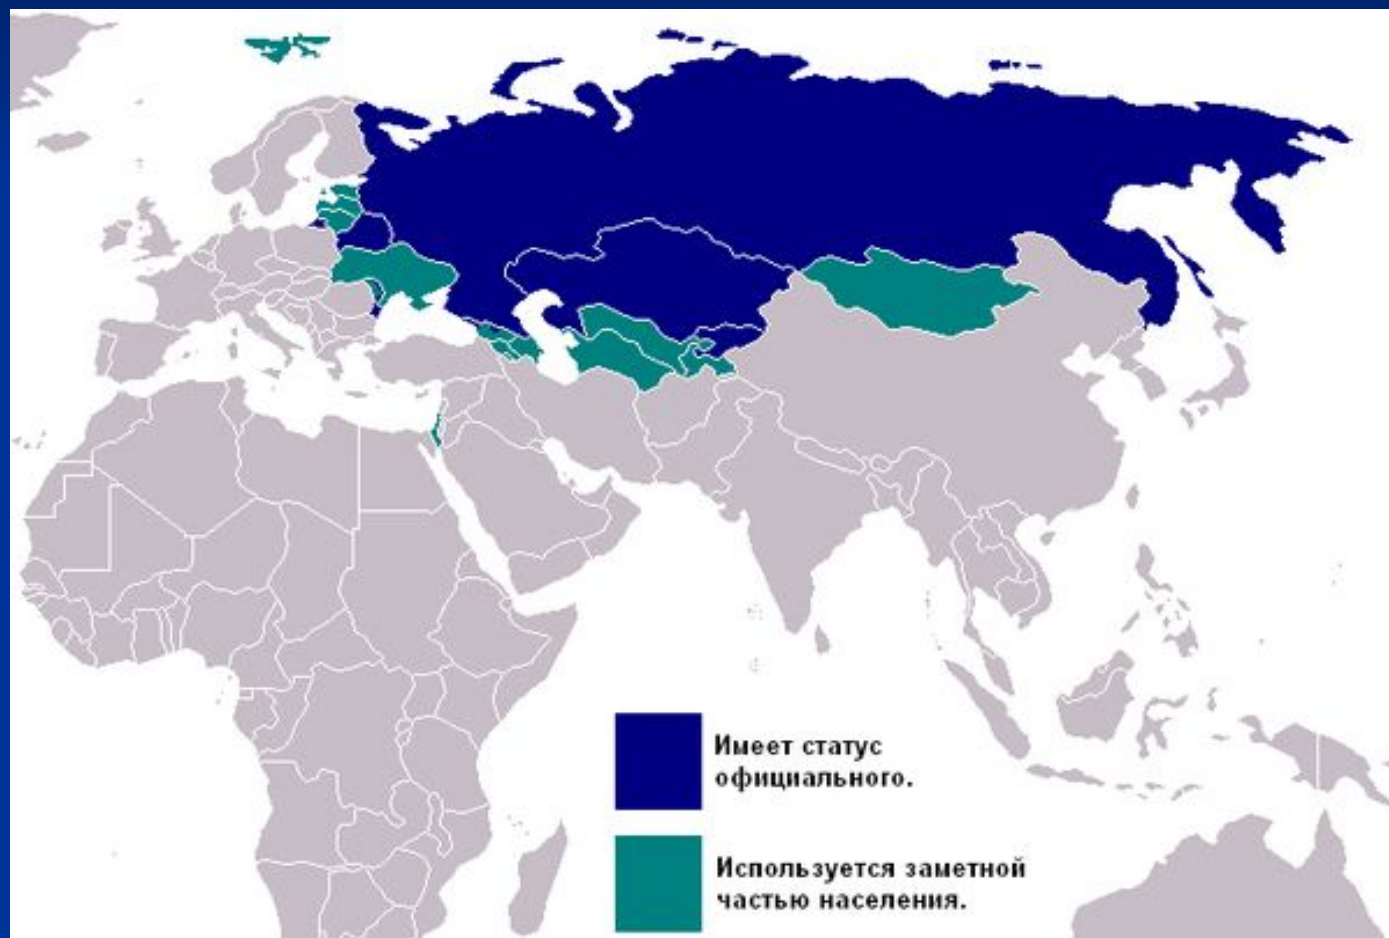 Имеет статус
официального.
Используется заметной
частью населения.